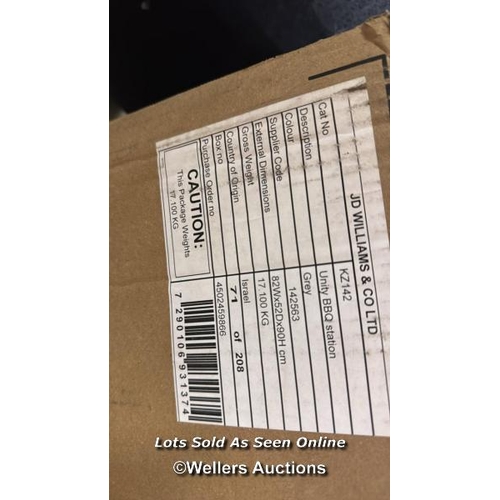 JD WILLIAMS & CO LTD
Cat No KZ142
Description Unity BBQ station
Colour Grey
Supplier Code 142563
External Dimensions 82Wx52Dx90H cm
Gross Weight 17.100 KG
Country of Origin Israel
Box no 71 of 208
Purchase Order no 4502459866
CAUTION:
This Package Weights
17.100 KG
7 290106 931374
Lots Sold As Seen Online
©Wellers Auctions